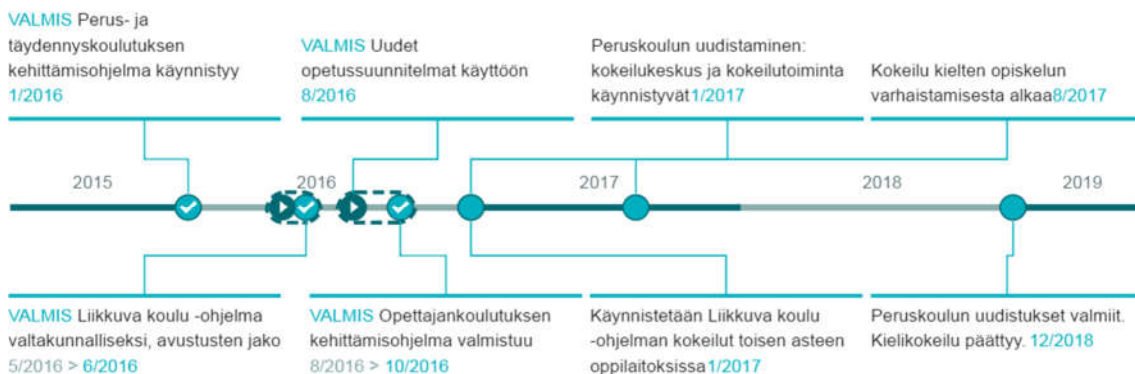 VALMIS Perus- ja
täydennyskoulutuksen
kehittämisohjelma käynnistyy
1/2016
VALMIS Uudet
opetussuunnitelmat käyttöön
8/2016
Peruskoulun uudistaminen:
kokeilukeskus ja kokeilutoiminta
käynnistyvät1/2017
Kokeilu kielten opiskelun
varhaistamisesta alkaa8/2017
2015
2016
2017
2018
2019
VALMIS Liikkuva koulu -ohjelma
valtakunnalliseksi, avustusten jako
5/2016 > 6/2016
VALMIS Opettajankoulutuksen
kehittämisohjelma valmistuu
8/2016 > 10/2016
Käynnistetään Liikkuva koulu
-ohjelman kokeilut toisen asteen
oppilaitoksissa1/2017
Peruskoulun uudistukset valmiit.
Kielikokeilu päättyy. 12/2018